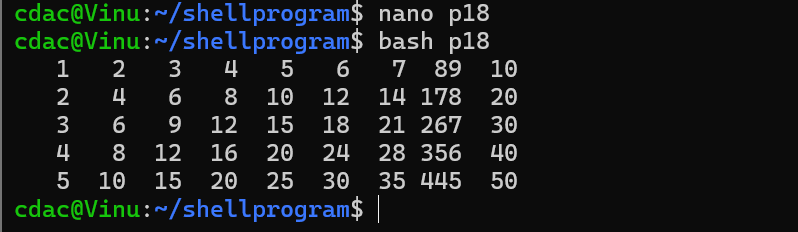 cdac@Vinu:~/shellprogram$ nano p18
cdac@Vinu:~/shellprogram$ bash p18
   1   2   3   4   5   6   7  89  10
   2   4   6   8  10  12  14 178  20
   3   6   9  12  15  18  21 267  30
   4   8  12  16  20  24  28 356  40
   5  10  15  20  25  30  35 445  50
cdac@Vinu:~/shellprogram$